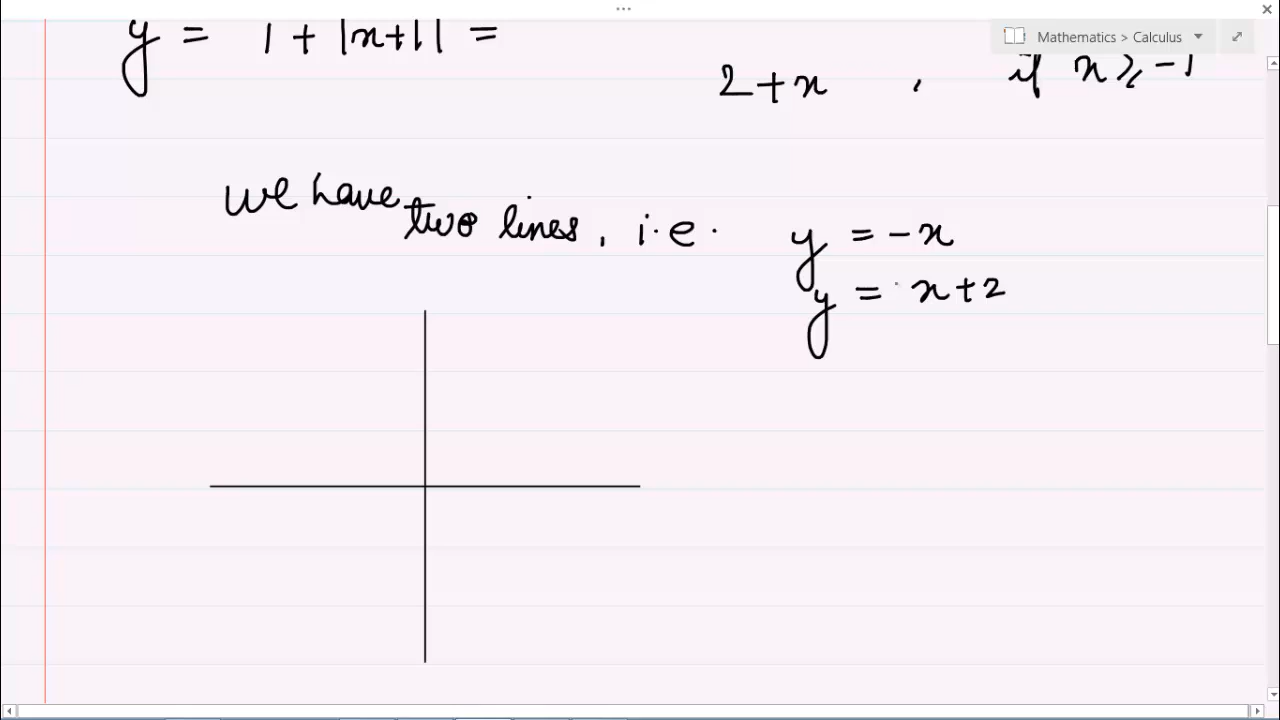 y = 1 + |x+1| =
Mathematics > Calculus
2 + x , if x ≥ -1
we have two lines, i.e. y = -x
y = x+2